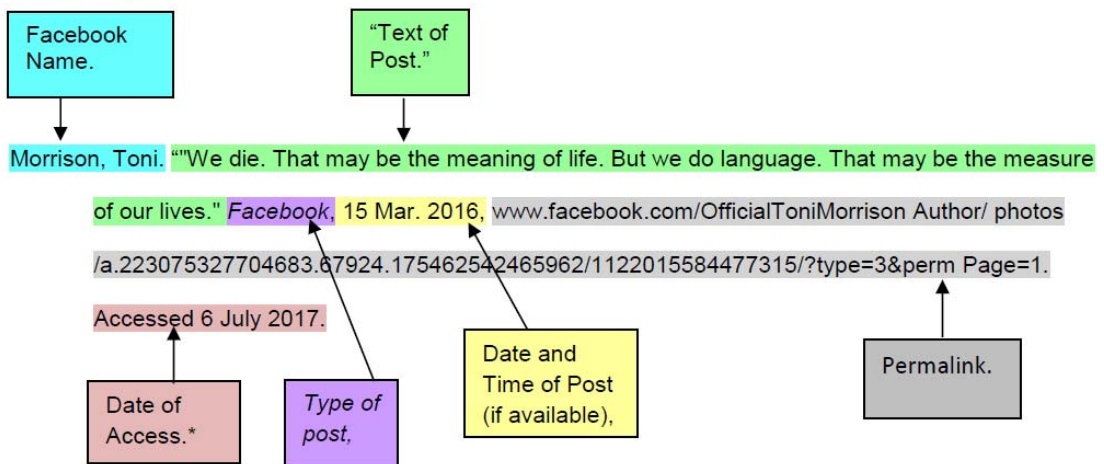 Facebook
Name.
“Text of
Post.”
Morrison, Toni. “"We die. That may be the meaning of life. But we do language. That may be the measure
of our lives." Facebook, 15 Mar. 2016, www.facebook.com/OfficialToniMorrison Author/ photos
/a.223075327704683.67924.175462542465962/1122015584477315/?type=3&perm Page=1.
Accessed 6 July 2017.
Date of
Access.*
Type of
post,
Date and
Time of Post
(if available),
Permalink.